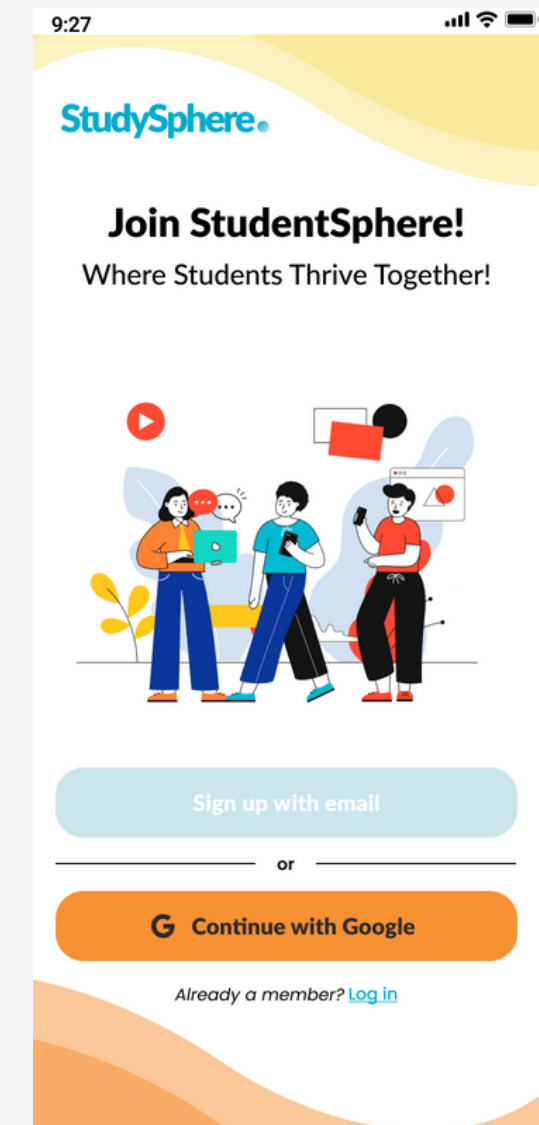 9:27
StudySphere
Join StudentSphere!
Where Students Thrive Together!
Sign up with email
or
G Continue with Google
Already a member? Log in